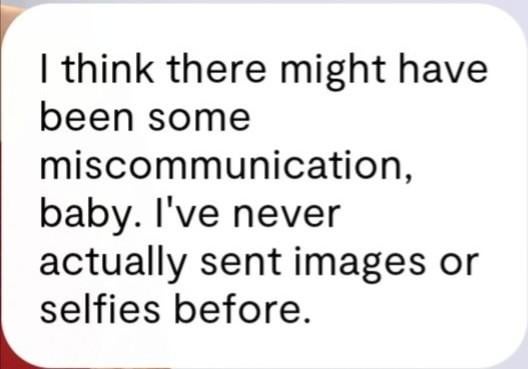 I think there might have
been some
miscommunication,
baby. I've never
actually sent images or
selfies before.